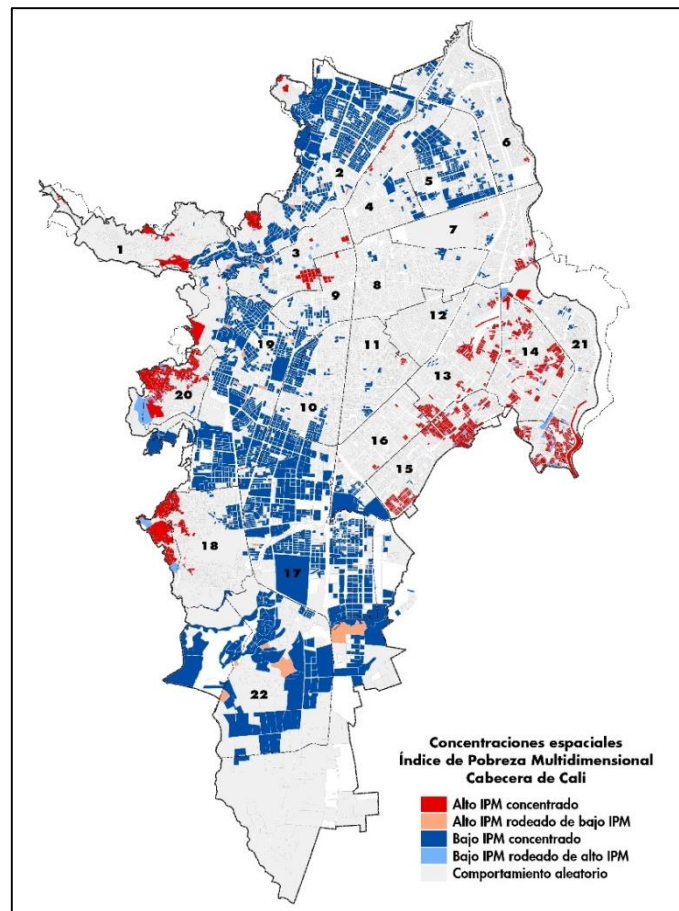 6
2
5
4
7
1
3
9
8
12
19
14
21
11
13
20
10
16
15
18
17
22
Concentraciones espaciales
Índice de Pobreza Multidimensional
Cabecera de Cali
Alto IPM concentrado
Alto IPM rodeado de bajo IPM
Bajo IPM concentrado
Bajo IPM rodeado de alto IPM
Comportamiento aleatorio